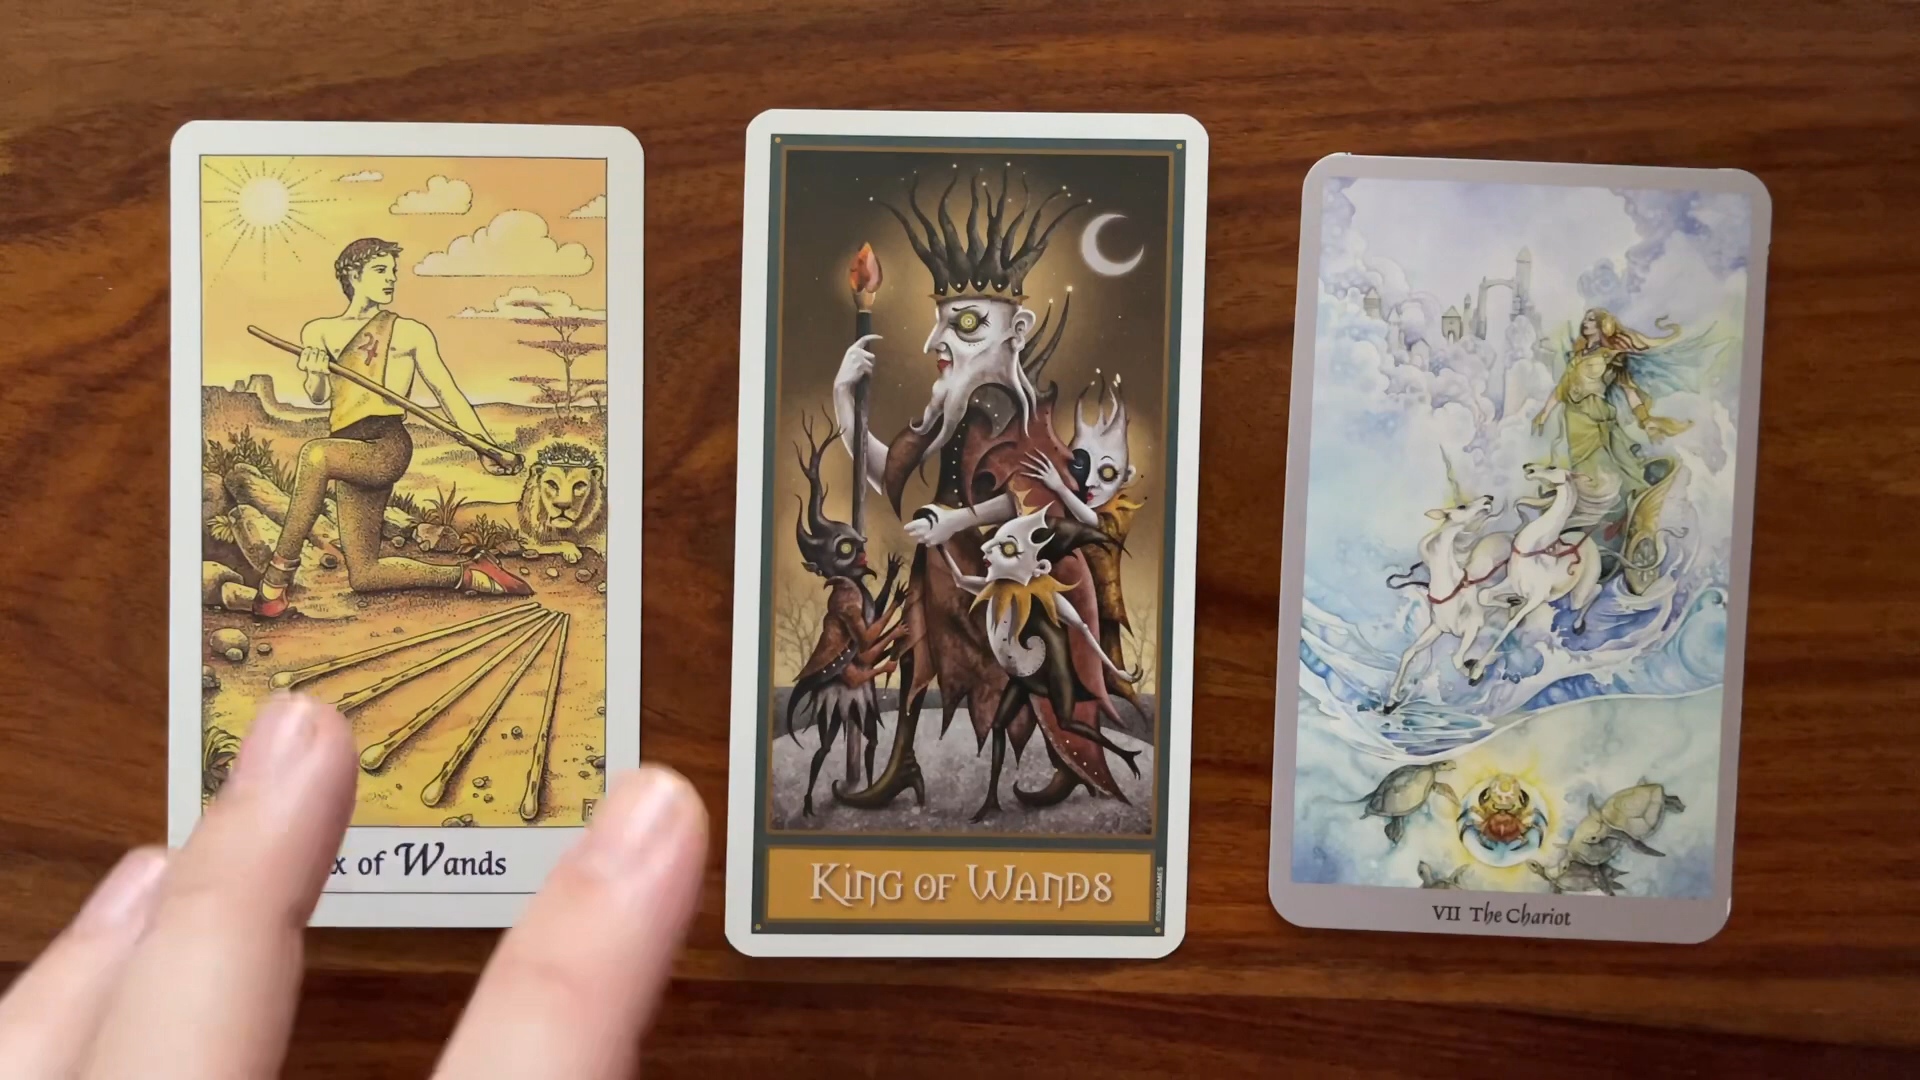 x of Wands
King of Wands
VII The Chariot